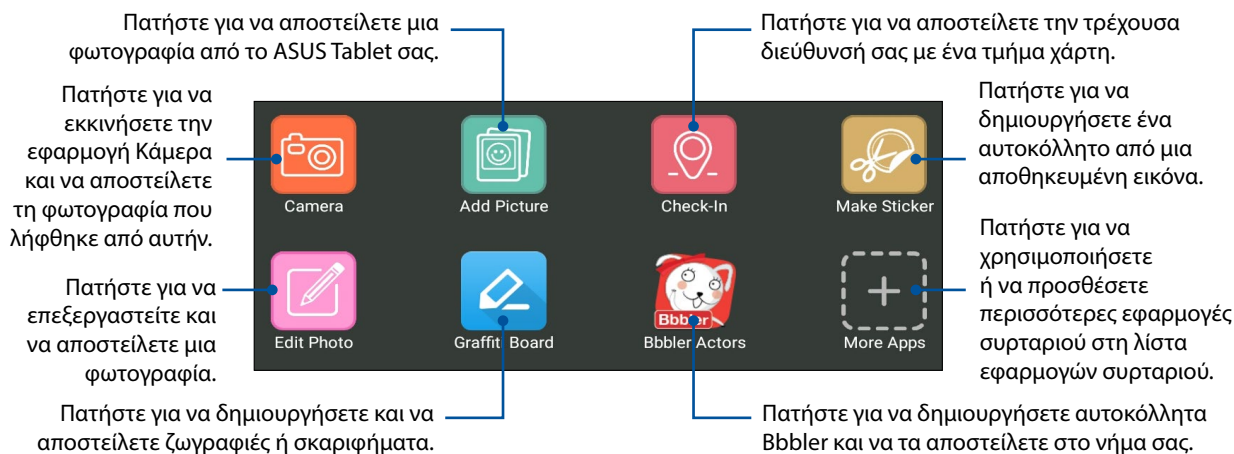 Πατήστε για να αποστείλετε μια
φωτογραφία από το ASUS Tablet σας.
Πατήστε για να αποστείλετε την τρέχουσα
διεύθυνσή σας με ένα τμήμα χάρτη.
Πατήστε για να
εκκινήσετε την
εφαρμογή Κάμερα
και να αποστείλετε
τη φωτογραφία που
λήφθηκε από αυτήν.
Πατήστε για να
δημιουργήσετε ένα
αυτοκόλλητο από μια
αποθηκευμένη εικόνα.
Camera
Add Picture
Check-In
Make Sticker
Πατήστε για να
επεξεργαστείτε και
να αποστείλετε μια
φωτογραφία.
Πατήστε για να
χρησιμοποιήσετε
ή να προσθέσετε
περισσότερες εφαρμογές
συρταριού στη λίστα
εφαρμογών συρταριού.
Bbbler
Edit Photo
Graffiti Board
Bbbler Actors
More Apps
Πατήστε για να δημιουργήσετε και να
αποστείλετε ζωγραφιές ή σκαριφήματα.
Πατήστε για να δημιουργήσετε αυτοκόλλητα
Bbbler και να τα αποστείλετε στο νήμα σας.